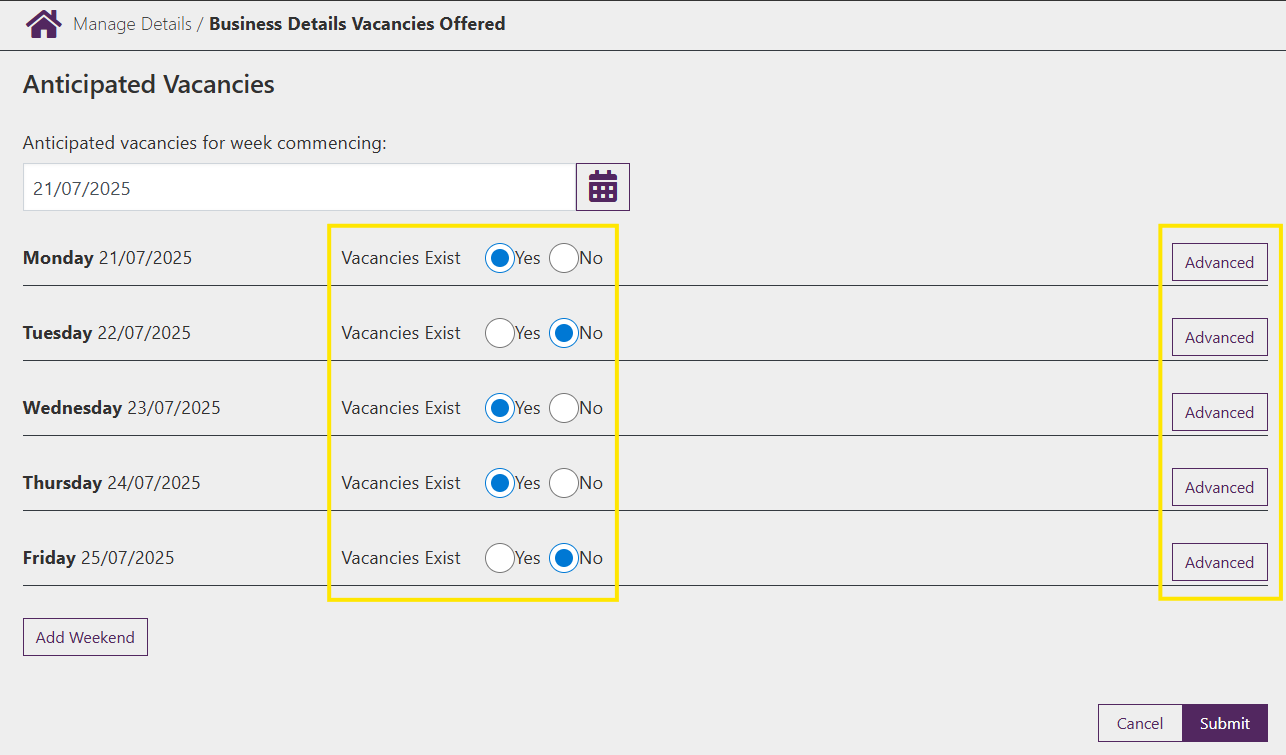 Manage Details / Business Details Vacancies Offered
Anticipated Vacancies
Anticipated vacancies for week commencing:
21/07/2025
Monday 21/07/2025 Vacancies Exist Yes No Advanced
Tuesday 22/07/2025 Vacancies Exist Yes No Advanced
Wednesday 23/07/2025 Vacancies Exist Yes No Advanced
Thursday 24/07/2025 Vacancies Exist Yes No Advanced
Friday 25/07/2025 Vacancies Exist Yes No Advanced
Add Weekend
Cancel Submit